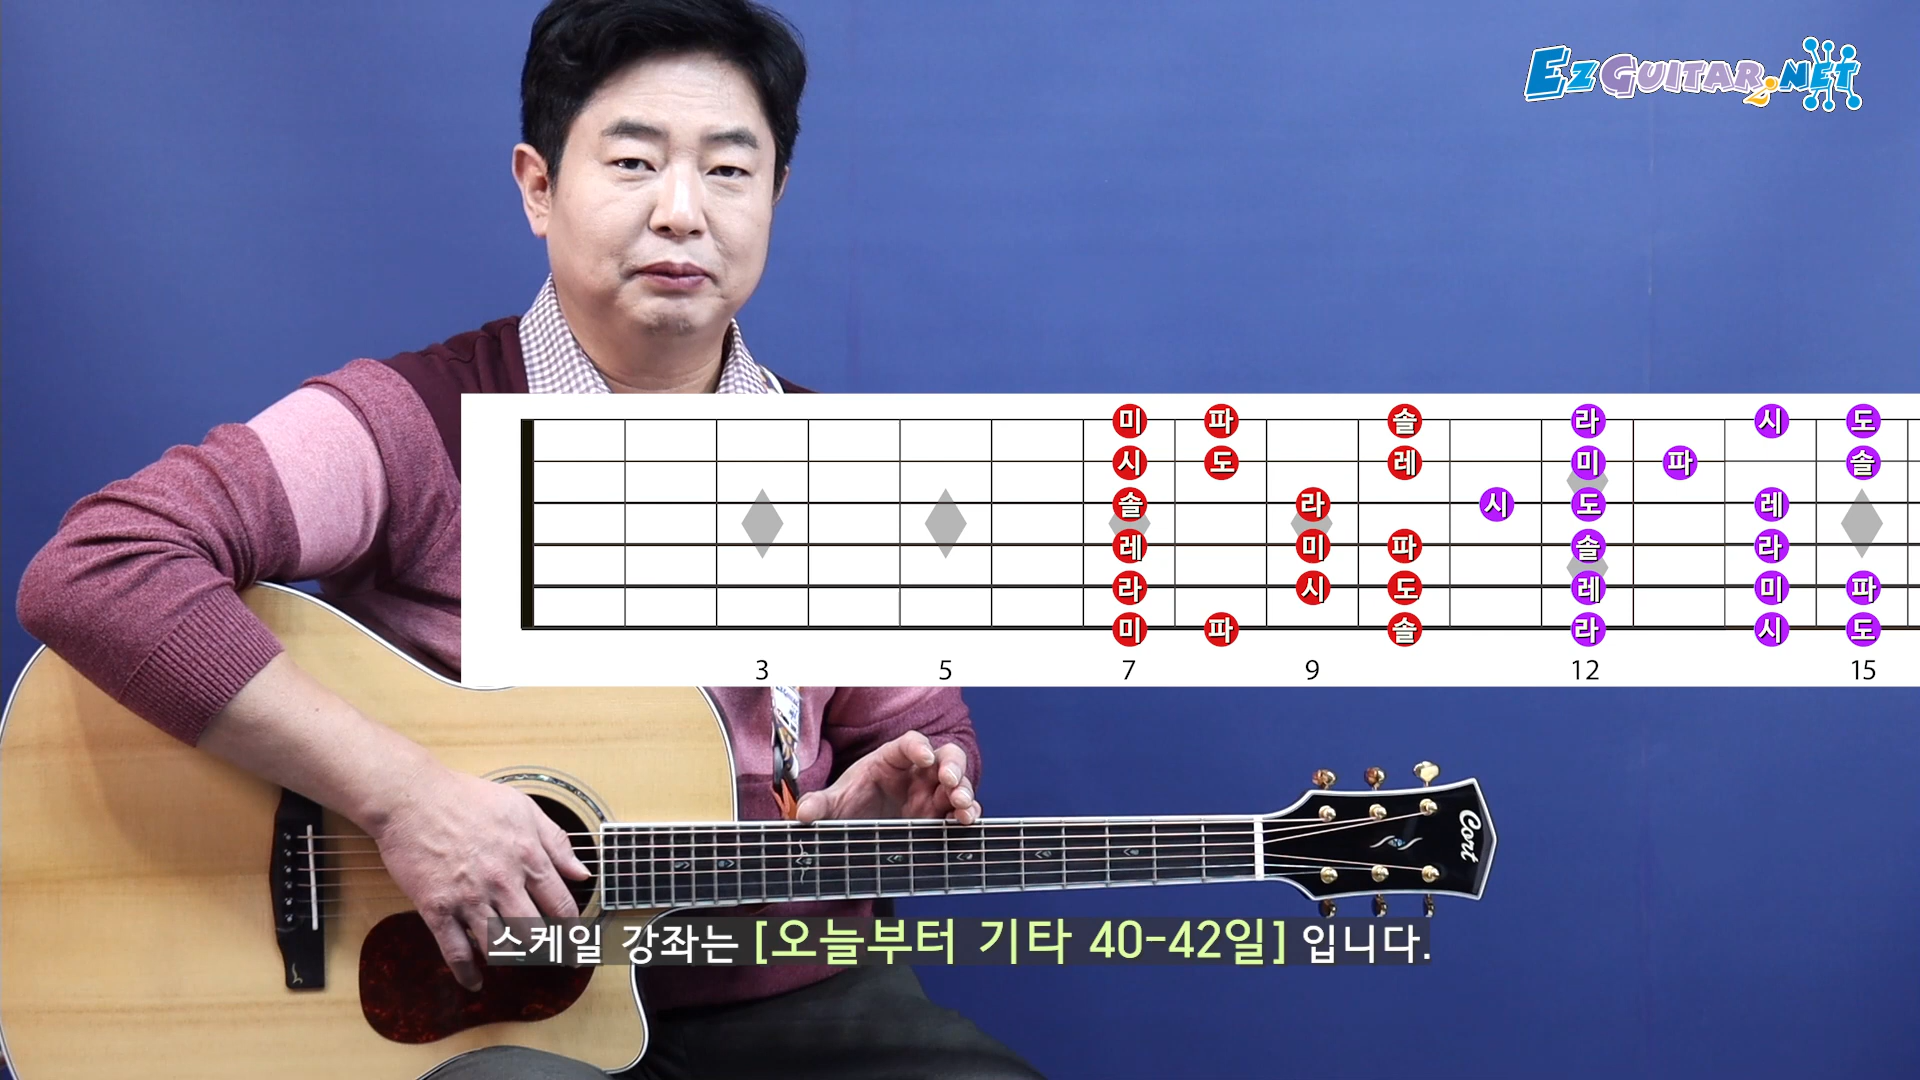 EzGUITAR.NET
미 파 솔 라 시 도
시 도 레 미 파 솔
솔 라 시 도 레
레 미 파 솔 라
라 시 도 레 미 파
미 파 솔 라 시 도
3 5 7 9 12 15
Cort
스케일 강좌는 [오늘부터 기타 40-42일] 입니다.